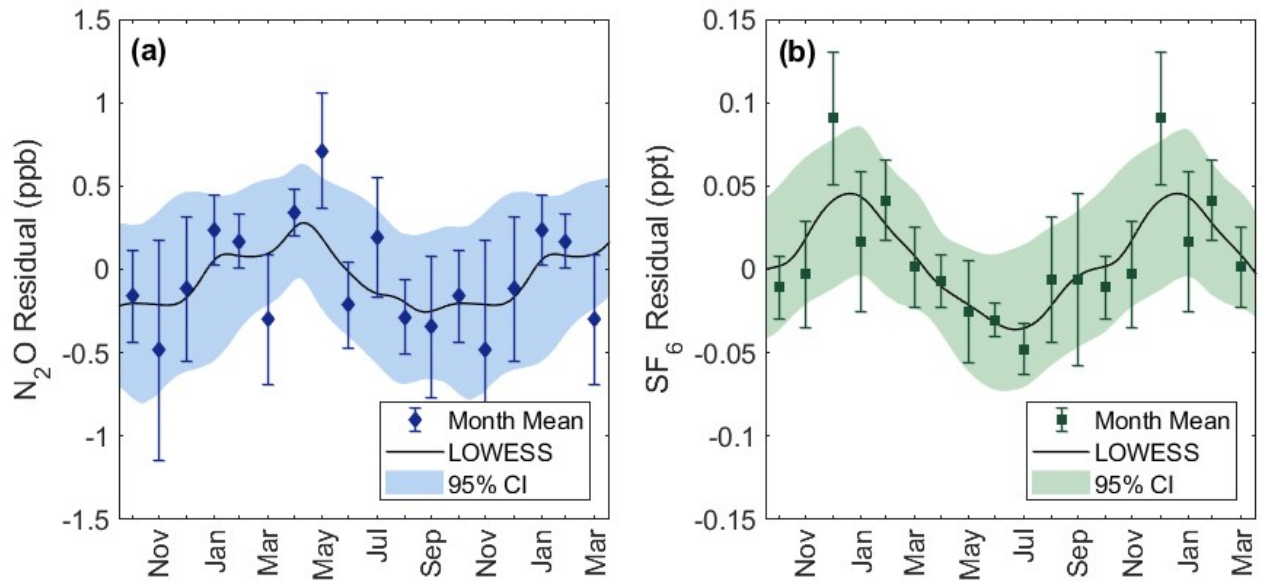 (a)
N₂O Residual (ppb)
1.5
1
0.5
0
-0.5
-1
-1.5
Nov Jan Mar May Jul Sep Nov Jan Mar
Month Mean
LOWESS
95% CI
(b)
SF₆ Residual (ppt)
0.15
0.1
0.05
0
-0.05
-0.1
-0.15
Nov Jan Mar May Jul Sep Nov Jan Mar
Month Mean
LOWESS
95% CI